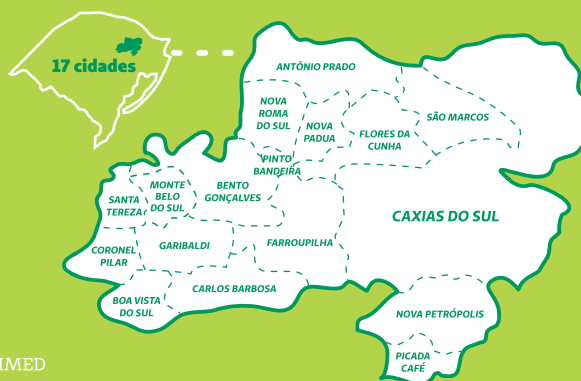 17 cidades
ANTÔNIO PRADO
NOVA
ROMA
DO SUL
NOVA
PADUA
FLORES DA
CUNHA
SÃO MARCOS
PINTO
BANDEIRA
SANTA
TEREZA
MONTE
BELO
DO SUL
BENTO
GONÇALVES
CAXIAS DO SUL
CORONEL
PILAR
GARIBALDI
FARROUPILHA
BOA VISTA
DO SUL
CARLOS BARBOSA
NOVA PETRÓPOLIS
PICADA
CAFÉ